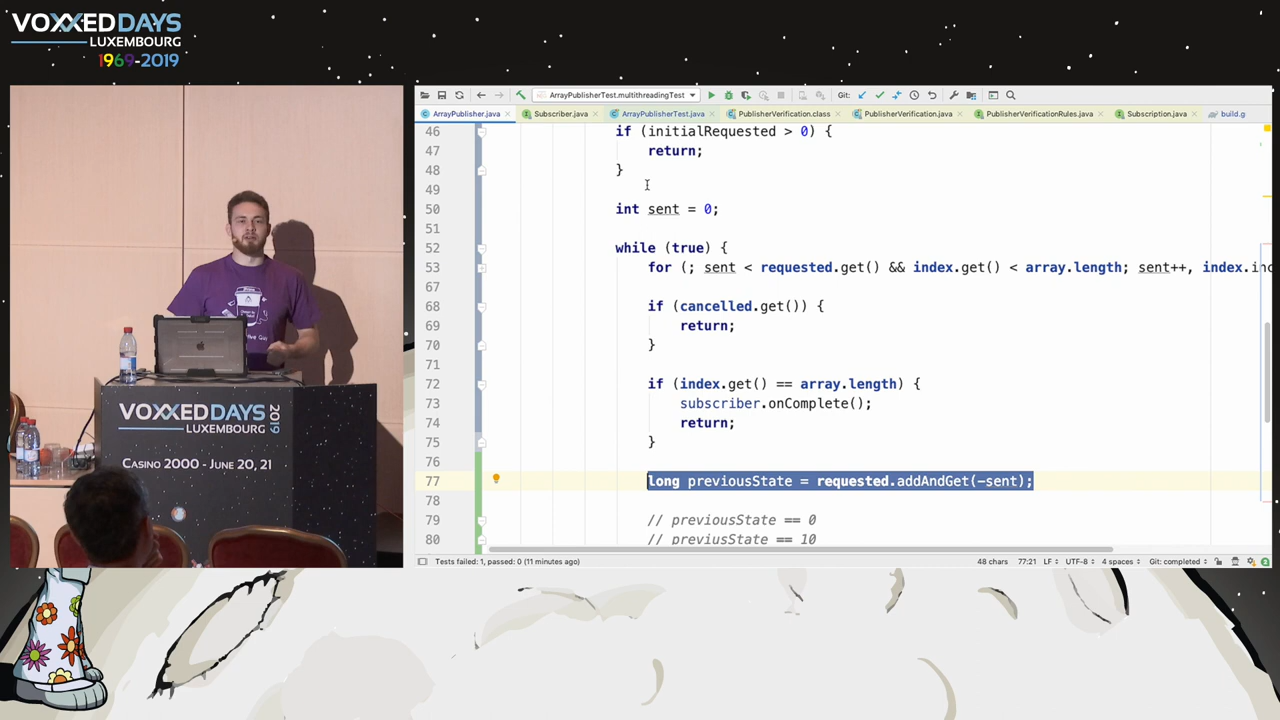 VOXXED DAYS
LUXEMBOURG
1969-2019
VOXXED DAYS
LUXEMBOURG
2019
CASINO 2000 - JUNE 20, 21
ArrayPublisherTest.multithreadingTest
Git:
ArrayPublisher.java
Subscriber.java
ArrayPublisherTest.java
PublisherVerification.class
PublisherVerification.java
PublisherVerificationRules.java
Subscription.java
build.g
46 if (initialRequested > 0) {
47 return;
48 }
49
50 int sent = 0;
51
52 while (true) {
53 for (; sent < requested.get() && index.get() < array.length; sent++, index.inc
67
68 if (cancelled.get()) {
69 return;
70 }
71
72 if (index.get() == array.length) {
73 subscriber.onComplete();
74 return;
75 }
76
77 long previousState = requested.addAndGet(-sent);
78
79 // previousState == 0
80 // previusState == 10
Tests failed: 1, passed: 0 (11 minutes ago)
48 chars 77:21 LF UTF-8 4 spaces Git: completed